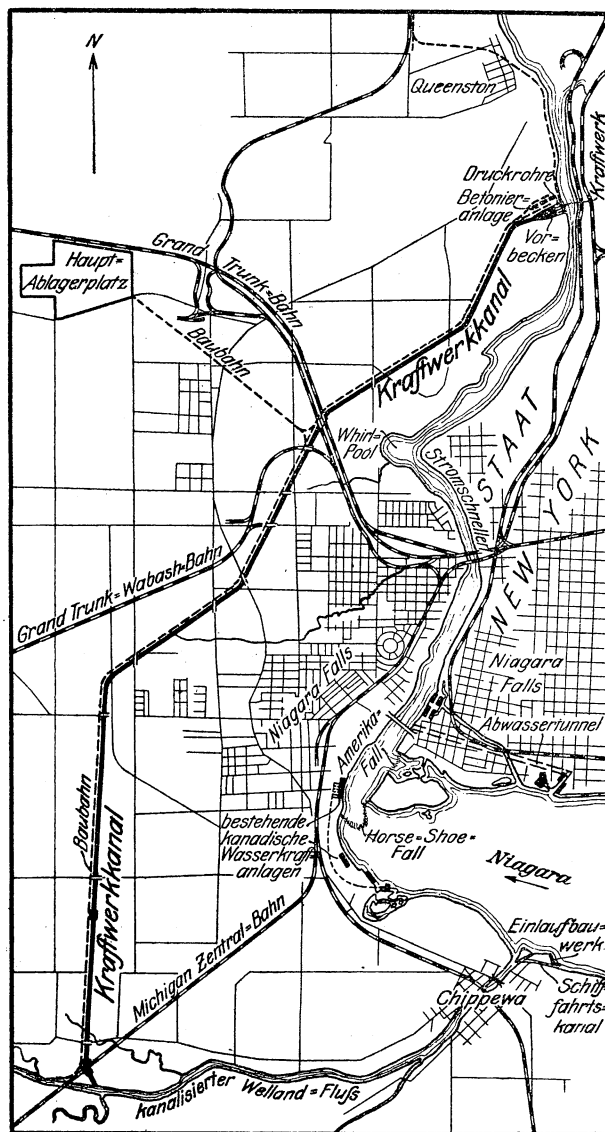 N
Queenston
Druckrohre
Betonier=
anlage
Kraftwerk
Vor=
becken
Haupt=
Ablagerplatz
Grand
Trunk=Bahn
Baubahn
Kraftwerkkanal
Whirl=
Pool
Stromschnellen
STAAT
NEW YORK
Grand Trunk=Wabash=Bahn
Niagara Falls
Niagara
Falls
Abwassertunnel
Amerika=
Fall
Baubahn
Kraftwerkkanal
bestehende
kanadische
Wasserkraft=
anlagen
Horse=Shoe=
Fall
Niagara
Michigan Zentral=Bahn
Einlaufbau=
werk.
Chippewa
Schif=
fahrts=
kanal
kanalisierter Welland=Fluß